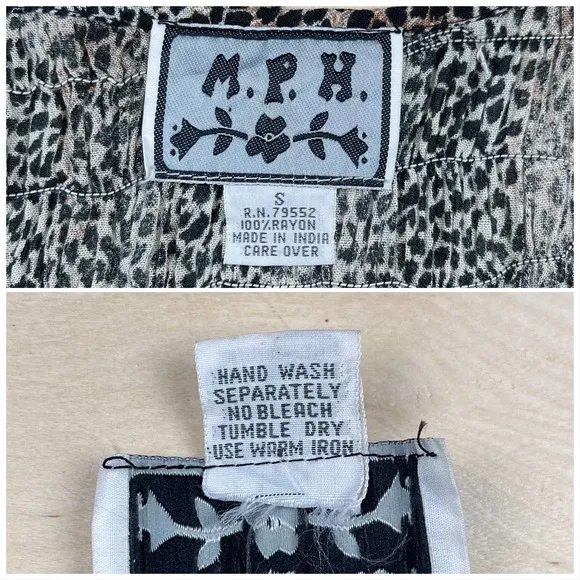 M.P.H.
S
R.N.79552
100%RAYON
MADE IN INDIA
CARE OVER
HAND WASH
SEPARATELY
NO BLEACH
TUMBLE DRY
USE WARM IRON